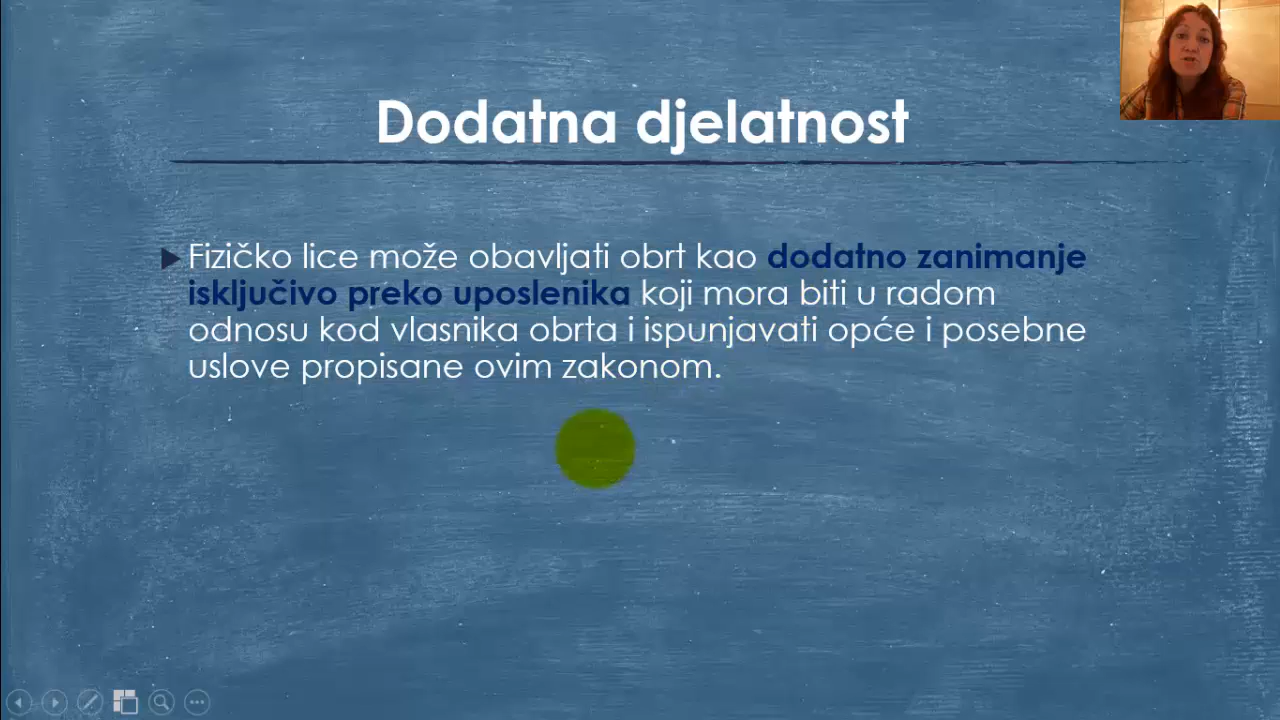 Dodatna djelatnost
Fizičko lice može obavljati obrt kao dodatno zanimanje
isključivo preko uposlenika koji mora biti u radom
odnosu kod vlasnika obrta i ispunjavati opće i posebne
uslove propisane ovim zakonom.